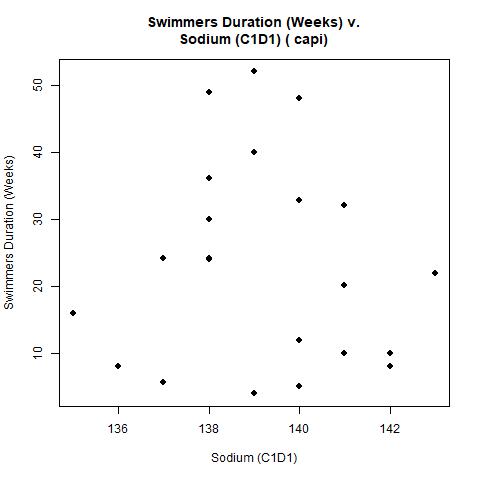 Swimmers Duration (Weeks) v.
Sodium (C1D1) ( capi)
Swimmers Duration (Weeks)
50
40
30
20
10
136 138 140 142
Sodium (C1D1)